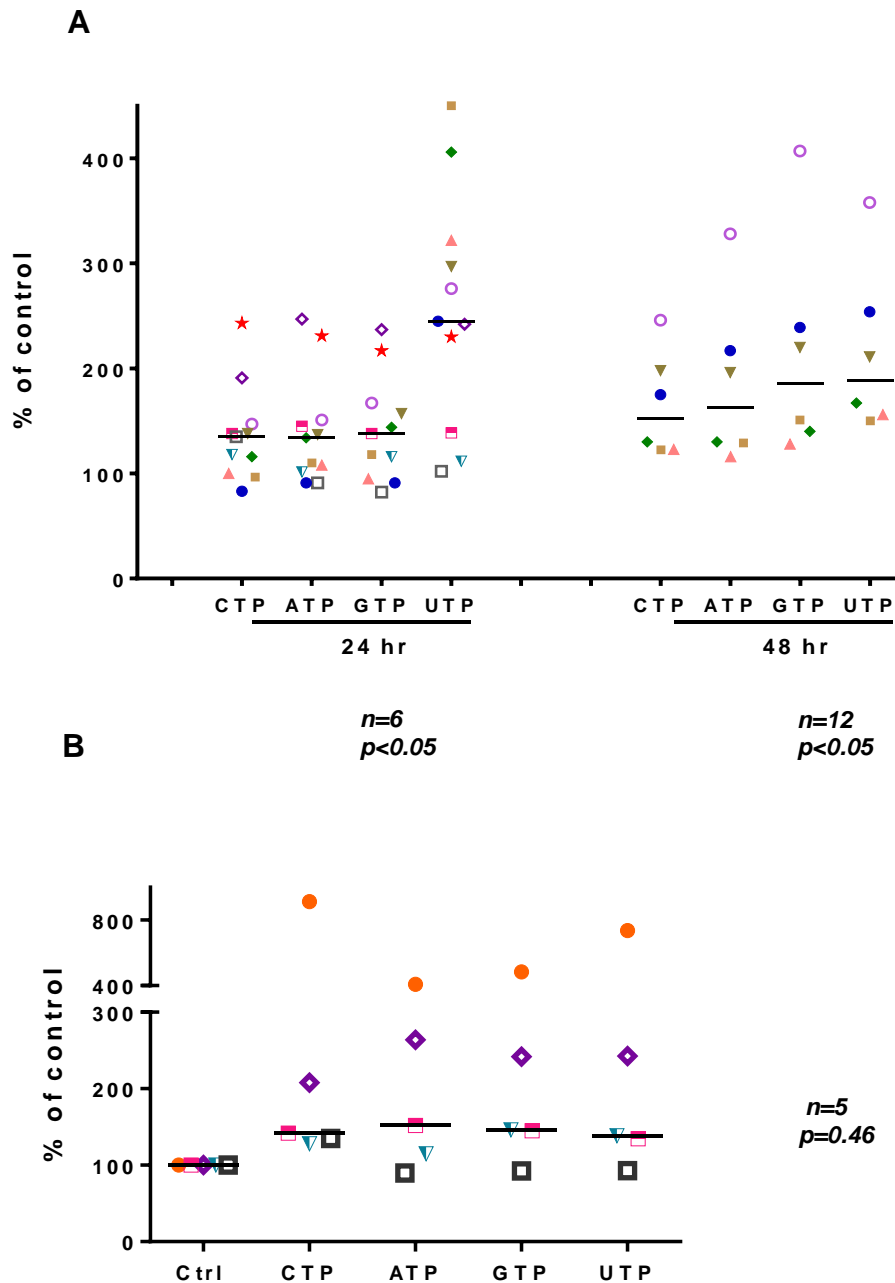 A
% of control
400
300
200
100
0
CTP ATP GTP UTP CTP ATP GTP UTP
24 hr 48 hr
n=6 n=12
p<0.05 p<0.05
B
% of control
800
400
300
200
100
0
n=5
p=0.46
Ctrl CTP ATP GTP UTP